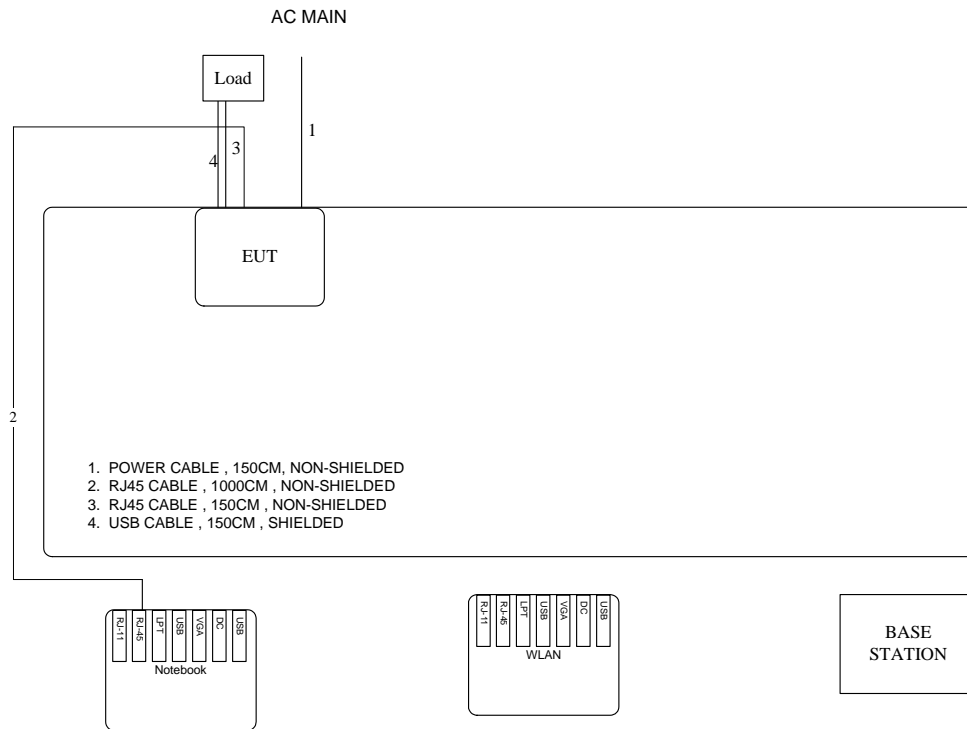 AC MAIN
Load
1
3
4
EUT
2
1. POWER CABLE , 150CM, NON-SHIELDED
2. RJ45 CABLE , 1000CM , NON-SHIELDED
3. RJ45 CABLE , 150CM , NON-SHIELDED
4. USB CABLE , 150CM , SHIELDED
RJ-11
RJ-45
LPT
USB
VGA
DC
USB
Notebook
RJ-11
RJ-45
LPT
USB
VGA
DC
USB
WLAN
BASE
STATION